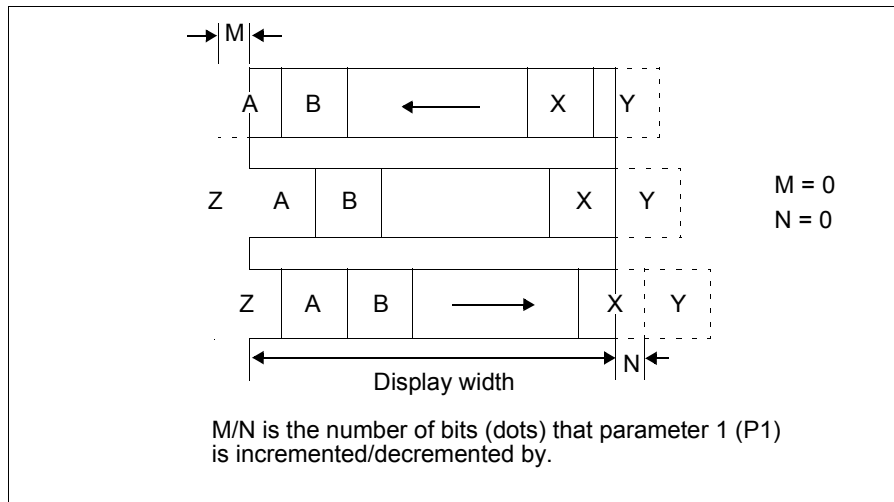 M
A B X Y
Z A B X Y
M = 0
N = 0
Z A B X Y
Display width
N
M/N is the number of bits (dots) that parameter 1 (P1)
is incremented/decremented by.